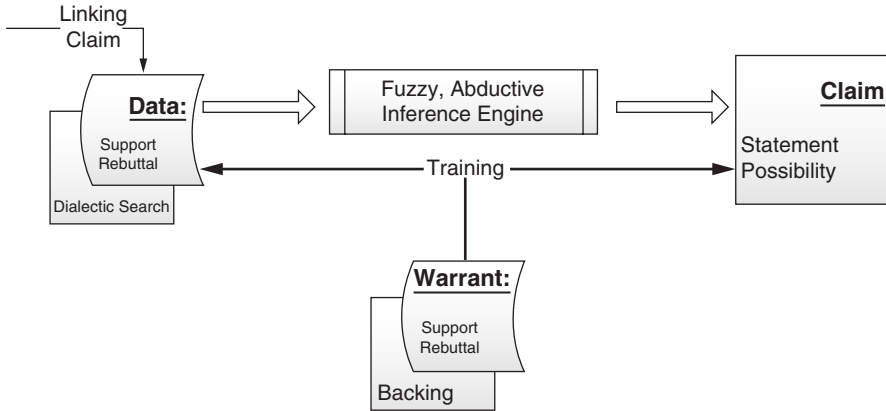 Linking
Claim
Data:
Support
Rebuttal
Dialectic Search
Fuzzy, Abductive
Inference Engine
Claim
Statement
Possibility
Training
Warrant:
Support
Rebuttal
Backing